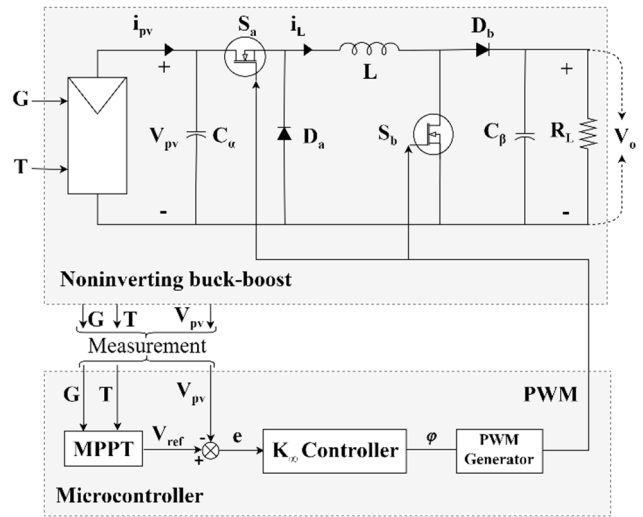 i_pv S_a i_L D_b
+ L +
G
V_pv C_α D_a S_b C_β R_L V_o
T
- -
Noninverting buck-boost
G T V_pv
Measurement
G T V_pv PWM
MPPT V_ref - + e K_∞ Controller φ PWM
Generator
Microcontroller